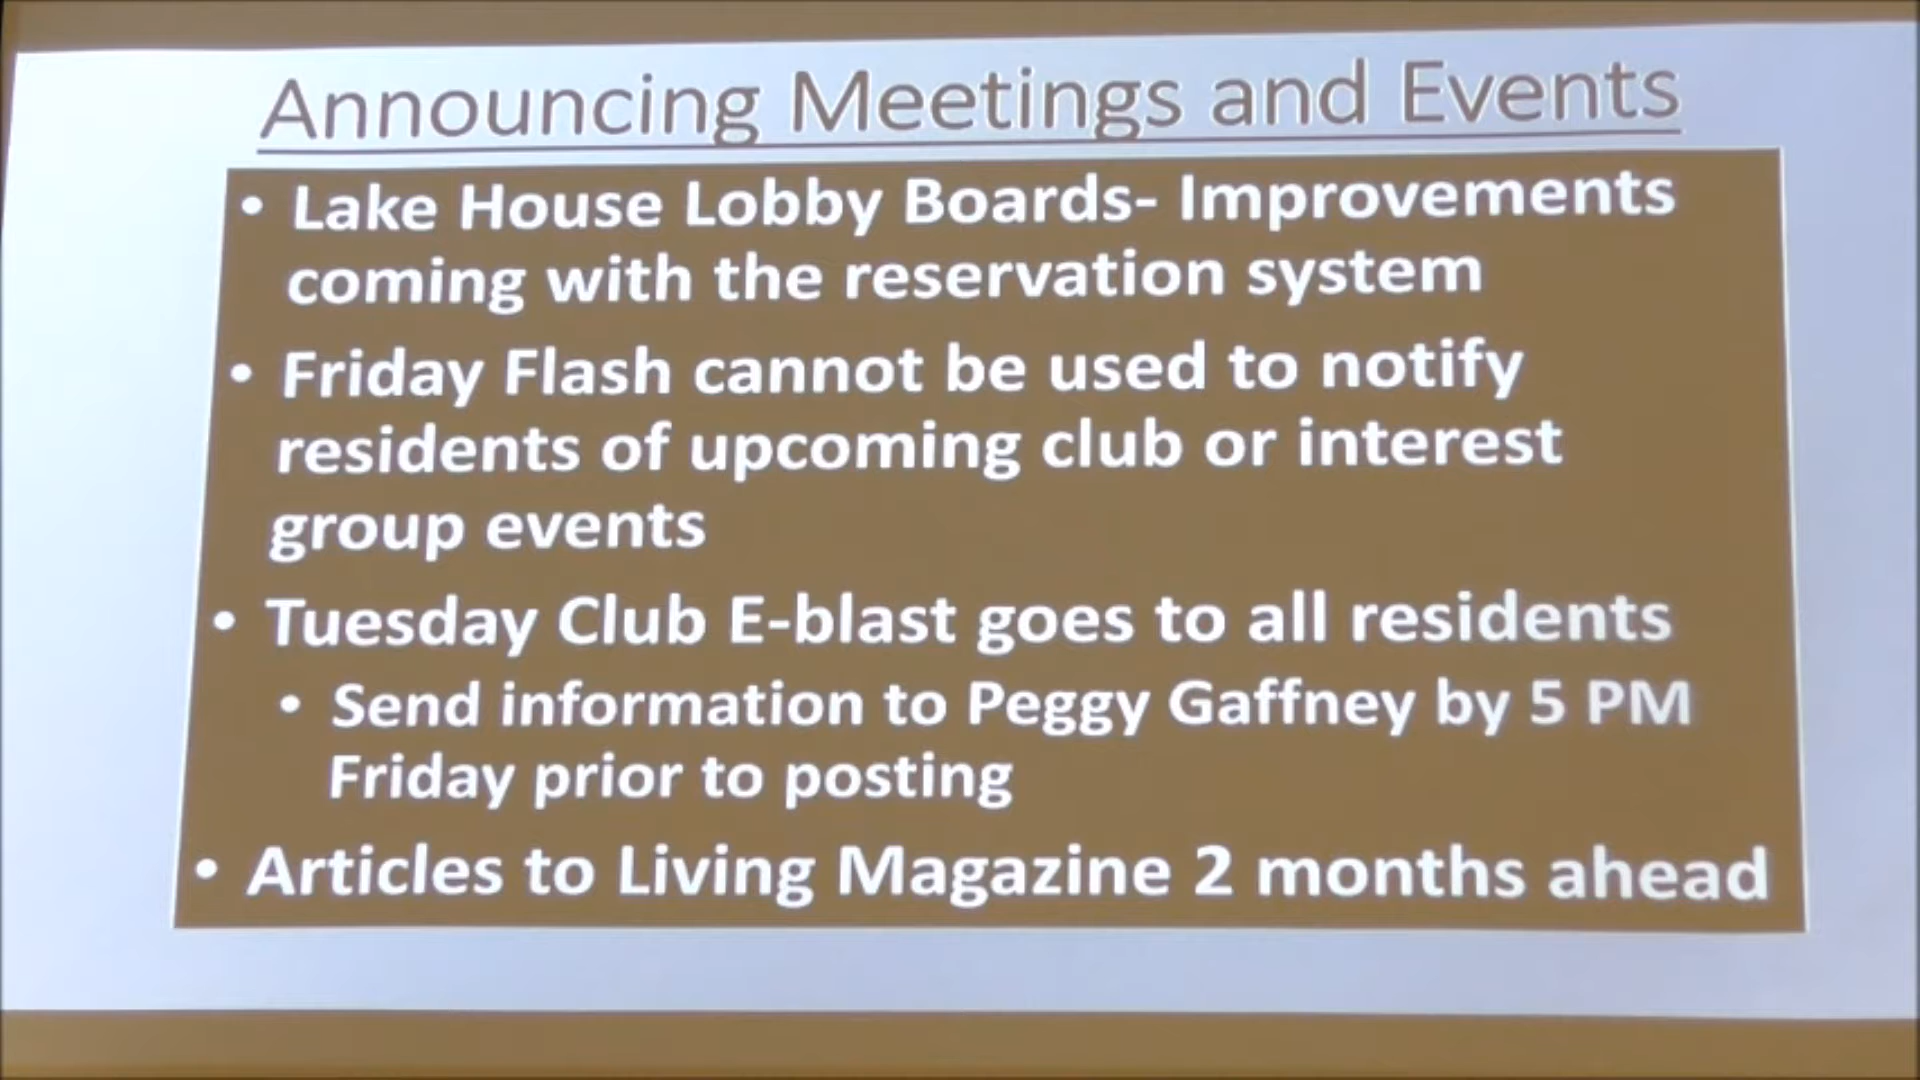 Announcing Meetings and Events
• Lake House Lobby Boards- Improvements
coming with the reservation system
• Friday Flash cannot be used to notify
residents of upcoming club or interest
group events
• Tuesday Club E-blast goes to all residents
• Send information to Peggy Gaffney by 5 PM
Friday prior to posting
• Articles to Living Magazine 2 months ahead